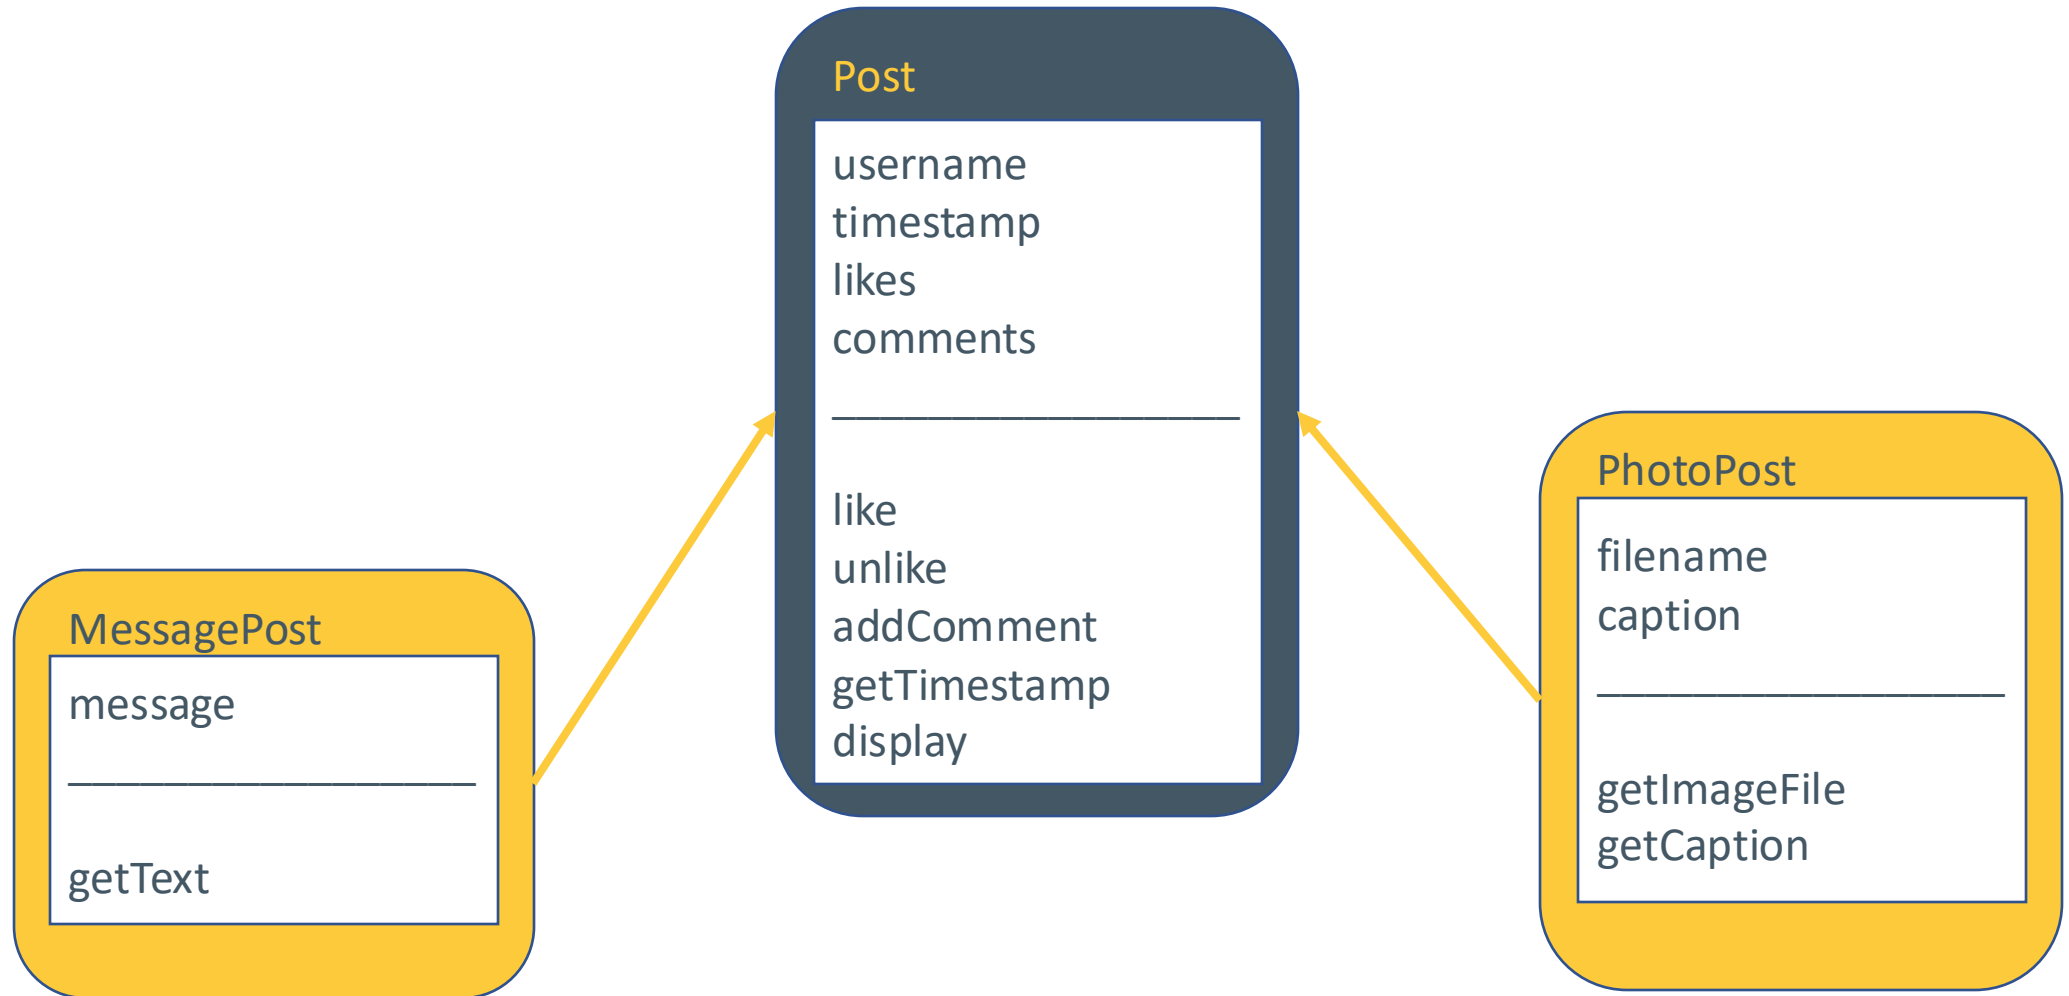 Post
username
timestamp
likes
comments
like
unlike
addComment
getTimestamp
display
MessagePost
message
getText
PhotoPost
filename
caption
getImageFile
getCaption